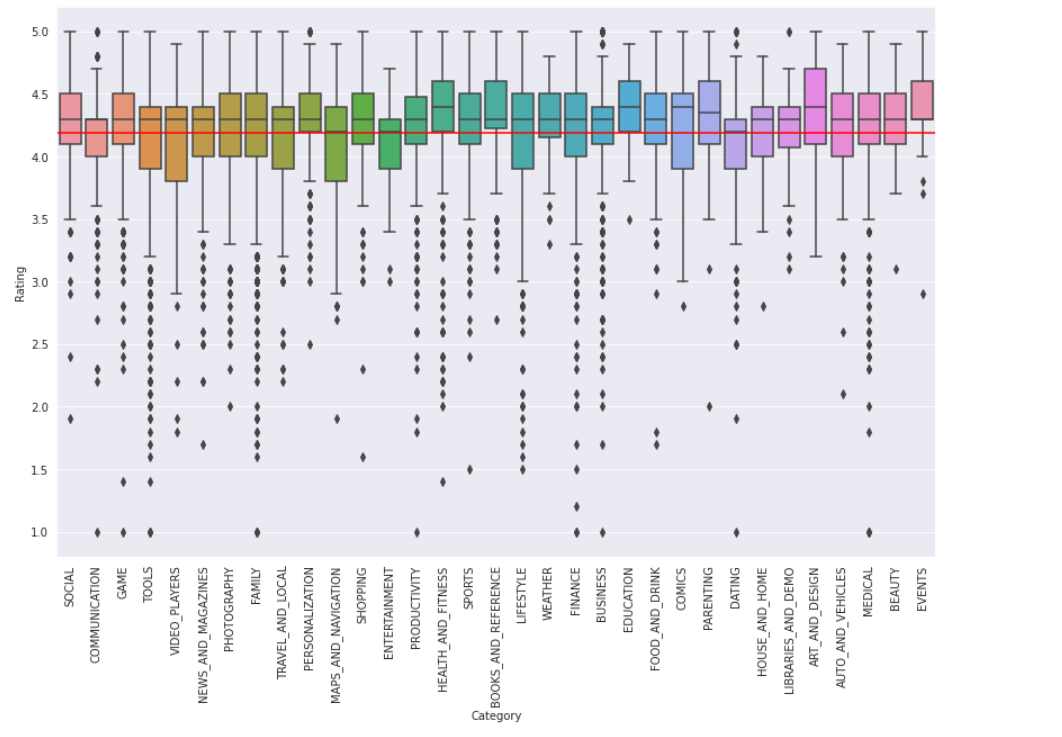 5.0
4.5
4.0
3.5
3.0
2.5
2.0
1.5
1.0
Rating
SOCIAL
COMMUNICATION
GAME
TOOLS
VIDEO_PLAYERS
NEWS_AND_MAGAZINES
PHOTOGRAPHY
FAMILY
TRAVEL_AND_LOCAL
PERSONALIZATION
MAPS_AND_NAVIGATION
SHOPPING
ENTERTAINMENT
PRODUCTIVITY
HEALTH_AND_FITNESS
SPORTS
BOOKS_AND_REFERENCE
LIFESTYLE
WEATHER
FINANCE
BUSINESS
EDUCATION
FOOD_AND_DRINK
COMICS
PARENTING
DATING
HOUSE_AND_HOME
LIBRARIES_AND_DEMO
ART_AND_DESIGN
AUTO_AND_VEHICLES
MEDICAL
BEAUTY
EVENTS
Category